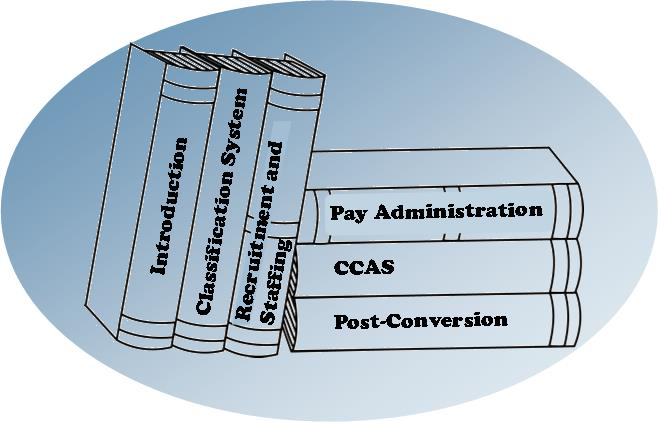 Introduction
Classification System
Recruitment and
Staffing
Pay Administration
CCAS
Post-Conversion